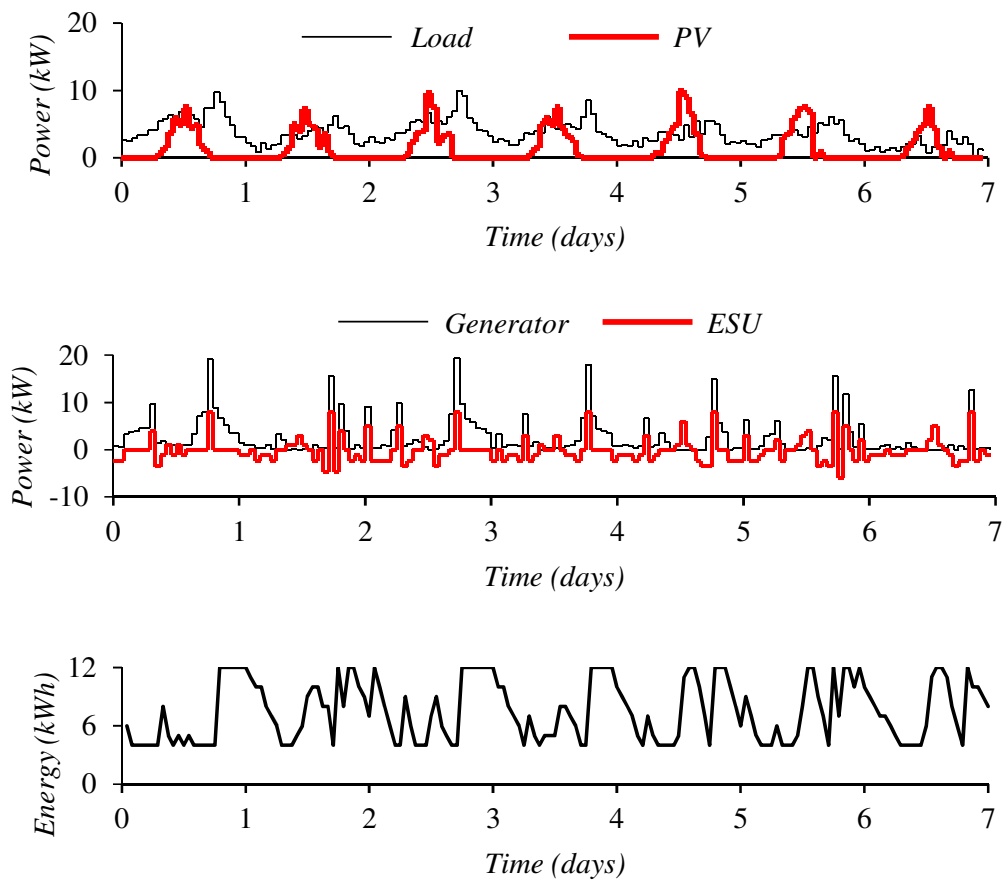 Load PV
Power (kW)
20
10
0
0 1 2 3 4 5 6 7
Time (days)
Generator ESU
Power (kW)
20
10
0
-10
0 1 2 3 4 5 6 7
Time (days)
Energy (kWh)
12
6
0
0 1 2 3 4 5 6 7
Time (days)